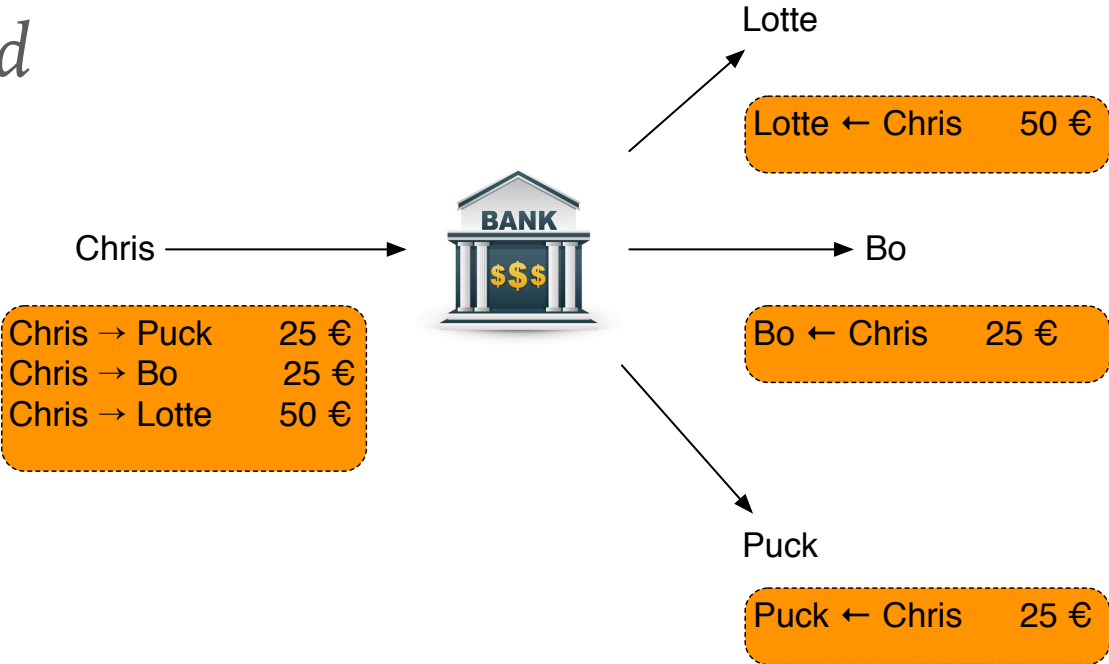 d
Lotte
Lotte ← Chris 50 €
BANK
$$$
Chris
Bo
Chris → Puck 25 €
Chris → Bo 25 €
Chris → Lotte 50 €
Bo ← Chris 25 €
Puck
Puck ← Chris 25 €